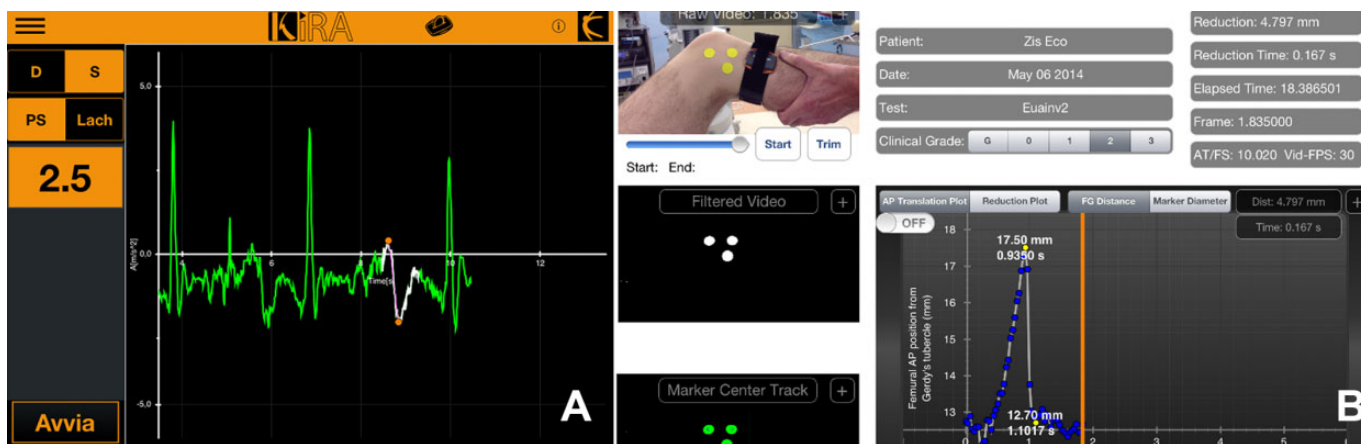 KiRA
D S
PS Lach
2.5
Avvia
5,0
0,0
-5,0
A[m/s^2]
4 6 8 10 12
Time[s]
A
Raw Video: 1.835 +
Start Trim
Start: End:
Filtered Video +
Marker Center Track +
Patient: Zis Eco
Date: May 06 2014
Test: Euainv2
Clinical Grade: G 0 1 2 3
Reduction: 4.797 mm
Reduction Time: 0.167 s
Elapsed Time: 18.386501
Frame: 1.835000
AT/FS: 10.020 Vid-FPS: 30
AP Translation Plot Reduction Plot FG Distance Marker Diameter Dist: 4.797 mm +
OFF Time: 0.167 s
18
17
16
15
14
13
Femural AP position from
Gerdy's tubercle (mm)
17.50 mm
0.9350 s
12.70 mm
1.1017 s
0 1 2 3 4 5 6
B